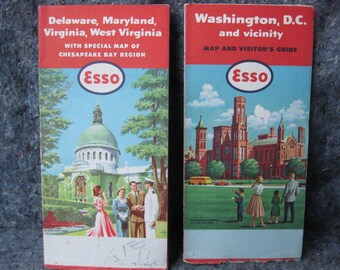 Delaware, Maryland,
Virginia, West Virginia
WITH SPECIAL MAP OF
CHESAPEAKE BAY REGION
Esso
Washington, D.C.
and vicinity
MAP AND VISITOR'S GUIDE
Esso